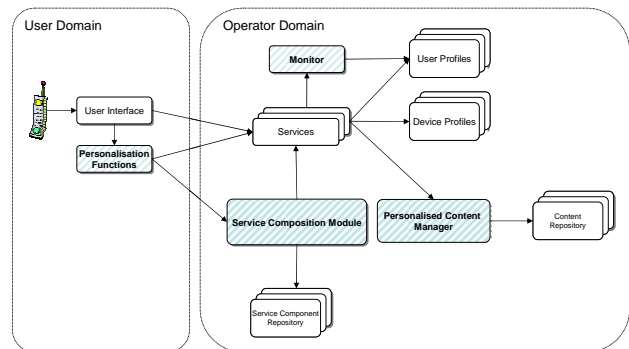 User Domain
Operator Domain
Monitor
User Profiles
User Interface
Services
Device Profiles
Personalisation
Functions
Service Composition Module
Personalised Content
Manager
Content
Repository
Service Component
Repository